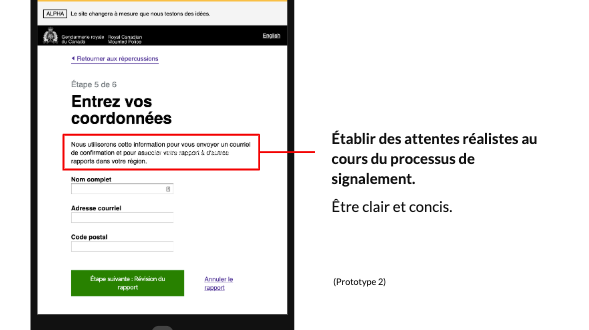 ALPHA Le site changera à mesure que nous testons des idées.
Gendarmerie royale Royal Canadian
du Canada Mounted Police
English
Retourner aux répercussions
Étape 5 de 6
Entrez vos
coordonnées
Nous utiliserons cette information pour vous envoyer un courriel
de confirmation et pour associer votre rapport à d'autres
rapports dans votre région.
Nom complet
Adresse courriel
Code postal
Étape suivante : Révision du
rapport
Annuler le
rapport
Établir des attentes réalistes au
cours du processus de
signalement.
Être clair et concis.
(Prototype 2)